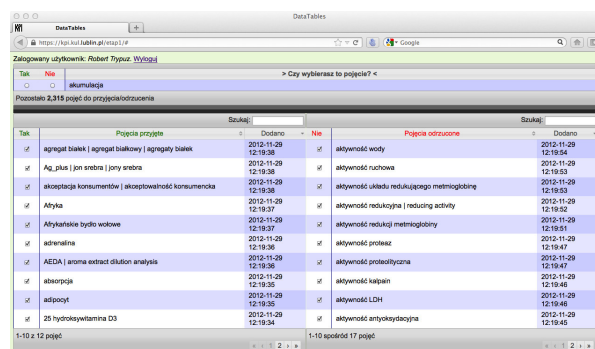 DataTables
DataTables
https://kpi.kul.lublin.pl/etap1/#
Google
Zalogowany użytkownik: Robert Trypuz. Wyloguj
Tak Nie > Czy wybierasz to pojęcie? <
akumulacja
Pozostało 2,315 pojęć do przyjęcia/odrzucenia
Szukaj: Szukaj:
Tak Pojęcia przyjęte Dodano Nie Pojęcia odrzucone Dodano
agregat białek | agregat białkowy | agregaty białek 2012-11-29 12:19:38 aktywność wody 2012-11-29 12:19:54
Ag_plus | jon srebra | jony srebra 2012-11-29 12:19:38 aktywność ruchowa 2012-11-29 12:19:53
akceptacja konsumentów | akceptowalność konsumencka 2012-11-29 12:19:38 aktywność układu redukującego metmioglobinę 2012-11-29 12:19:53
Afryka 2012-11-29 12:19:37 aktywność redukcyjna | reducing activity 2012-11-29 12:19:52
Afrykańskie bydło wołowe 2012-11-29 12:19:37 aktywność redukcji metmioglobiny 2012-11-29 12:19:51
adrenalina 2012-11-29 12:19:36 aktywność proteaz 2012-11-29 12:19:47
AEDA | aroma extract dilution analysis 2012-11-29 12:19:36 aktywność proteolityczna 2012-11-29 12:19:47
absorpcja 2012-11-29 12:19:35 aktywność kalpain 2012-11-29 12:19:46
adipocyt 2012-11-29 12:19:35 aktywność LDH 2012-11-29 12:19:46
25 hydroksywitamina D3 2012-11-29 12:19:34 aktywność antyoksydacyjna 2012-11-29 12:19:45
1-10 z 12 pojęć 1-10 spośród 17 pojęć
« ‹ 1 2 › » « ‹ 1 2 › »